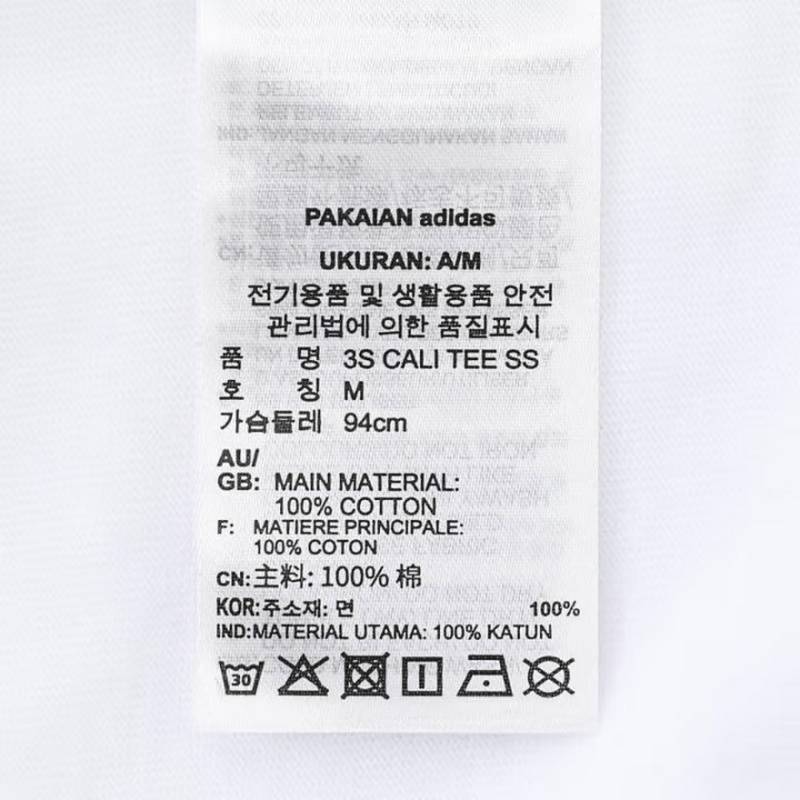 PAKAIAN adidas
UKURAN: A/M
전기용품 및 생활용품 안전
관리법에 의한 품질표시
품 명 3S CALI TEE SS
호 칭 M
가슴둘레 94cm
AU/
GB: MAIN MATERIAL:
100% COTTON
F: MATIERE PRINCIPALE:
100% COTON
CN:主料: 100% 棉
KOR:주소재: 면 100%
IND:MATERIAL UTAMA: 100% KATUN
30